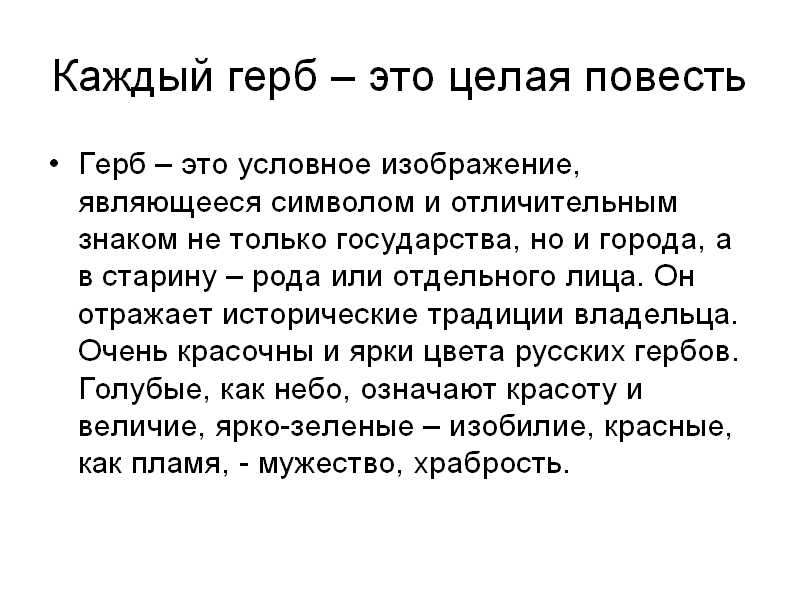 Каждый герб – это целая повесть
• Герб – это условное изображение,
являющееся символом и отличительным
знаком не только государства, но и города, а
в старину – рода или отдельного лица. Он
отражает исторические традиции владельца.
Очень красочны и ярки цвета русских гербов.
Голубые, как небо, означают красоту и
величие, ярко-зеленые – изобилие, красные,
как пламя, - мужество, храбрость.